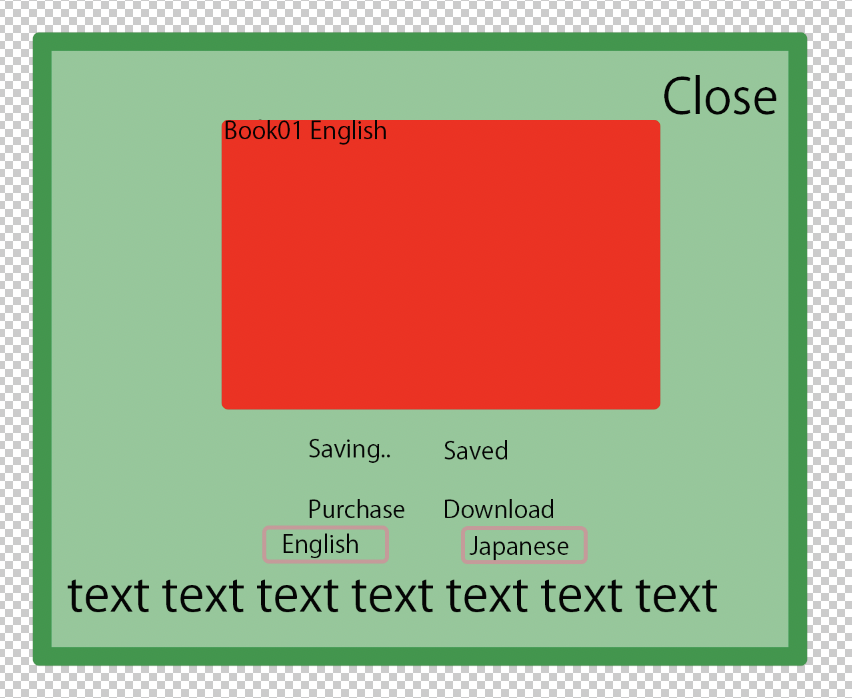 Close
Book01 English
Saving.. Saved
Purchase Download
English Japanese
text text text text text text text